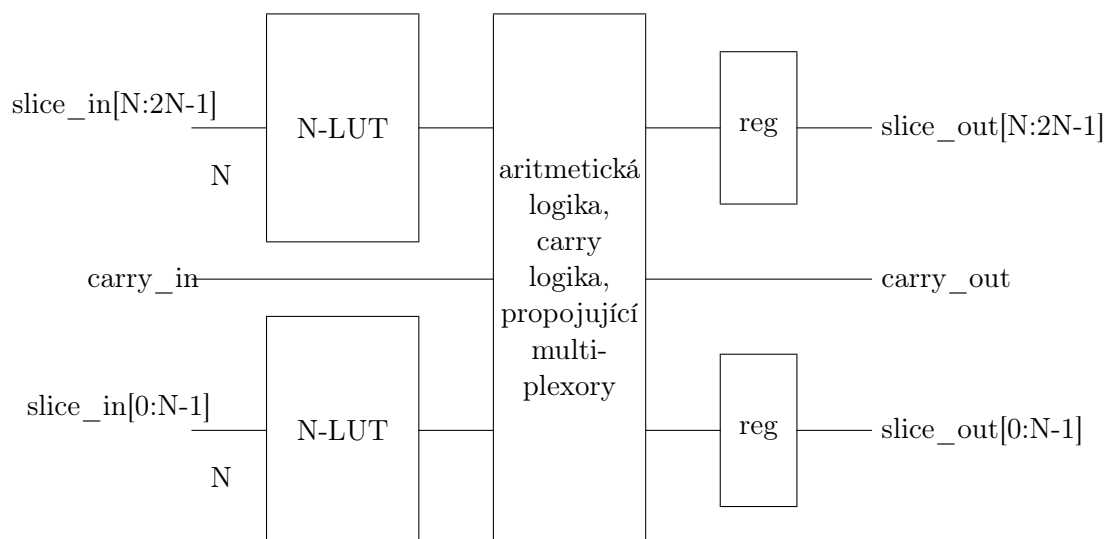 slice_in[N:2N-1]
N-LUT
reg
slice_out[N:2N-1]
N
aritmetická
logika,
carry
logika,
propojující
multi-
plexory
carry_in
carry_out
slice_in[0:N-1]
N-LUT
reg
slice_out[0:N-1]
N